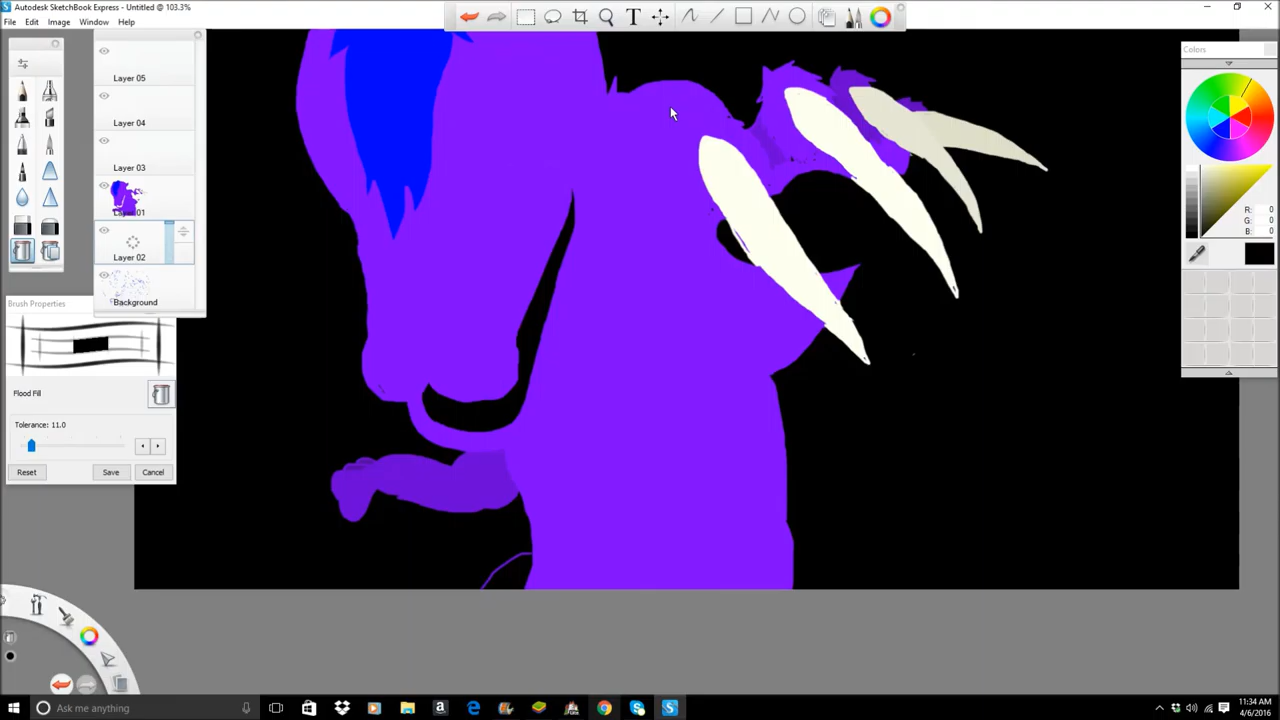 Autodesk SketchBook Express - Untitled @ 103.3%
File Edit Image Window Help
T
Layer 05
Layer 04
Layer 03
Layer 01
Layer 02
Background
Brush Properties
Flood Fill
Tolerance: 11.0
Reset Save Cancel
Colors
R: 0
G: 0
B: 0
Ask me anything
11:34 AM
4/6/2016